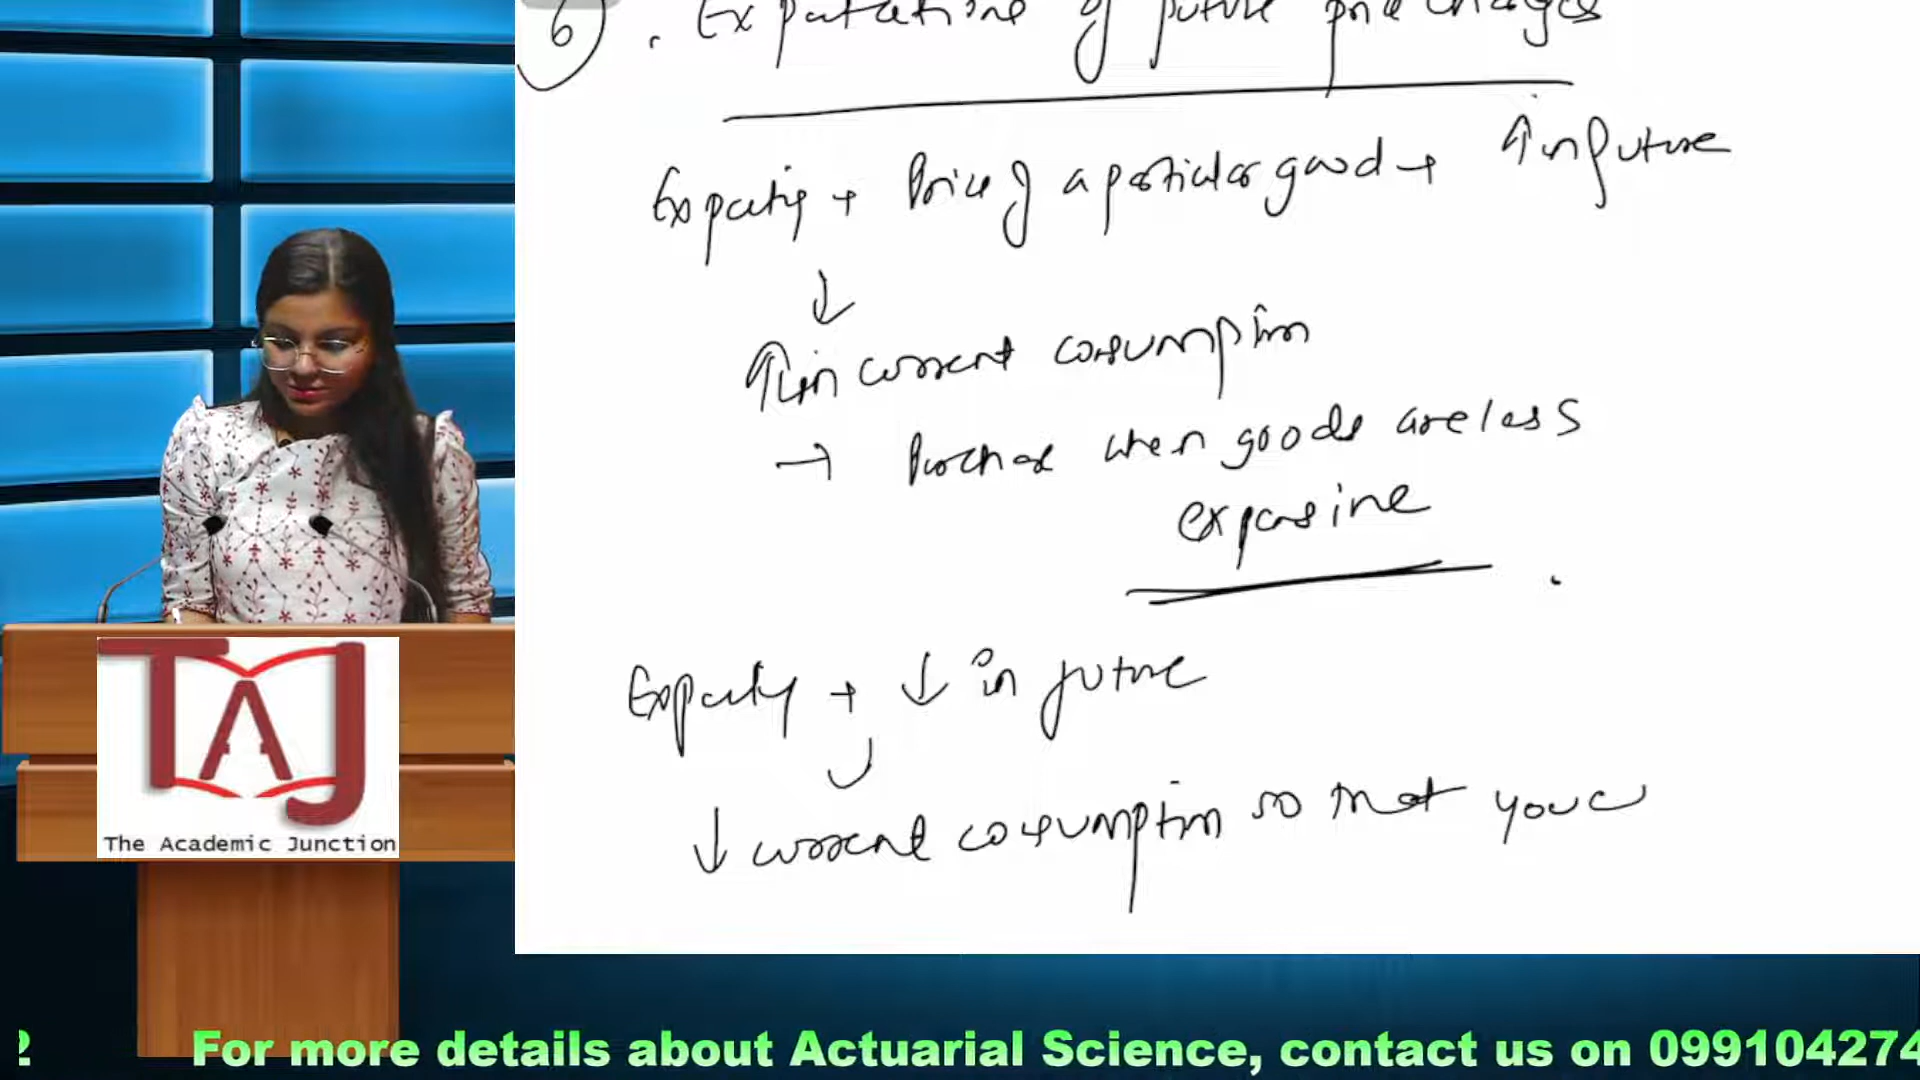 6. Expectations of future price changes
Expecting → Price of a particular good → ↑ in future
↓
↑ in current consumption
→ Purchase when goods are less
expensive
Expecting → ↓ in future
↓ current consumption so that you c
TAJ
The Academic Junction
2 For more details about Actuarial Science, contact us on 099104274